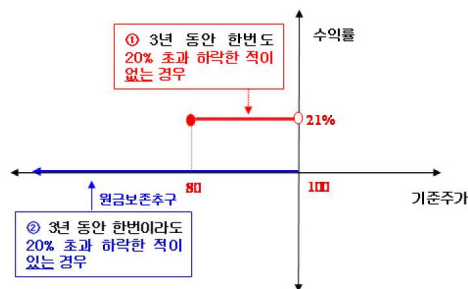 ① 3년 동안 한번도
20% 초과 하락한 적이
없는 경우
수익률
21%
80
100
기준주가
원금보존추구
② 3년 동안 한번이라도
20% 초과 하락한 적이
있는 경우